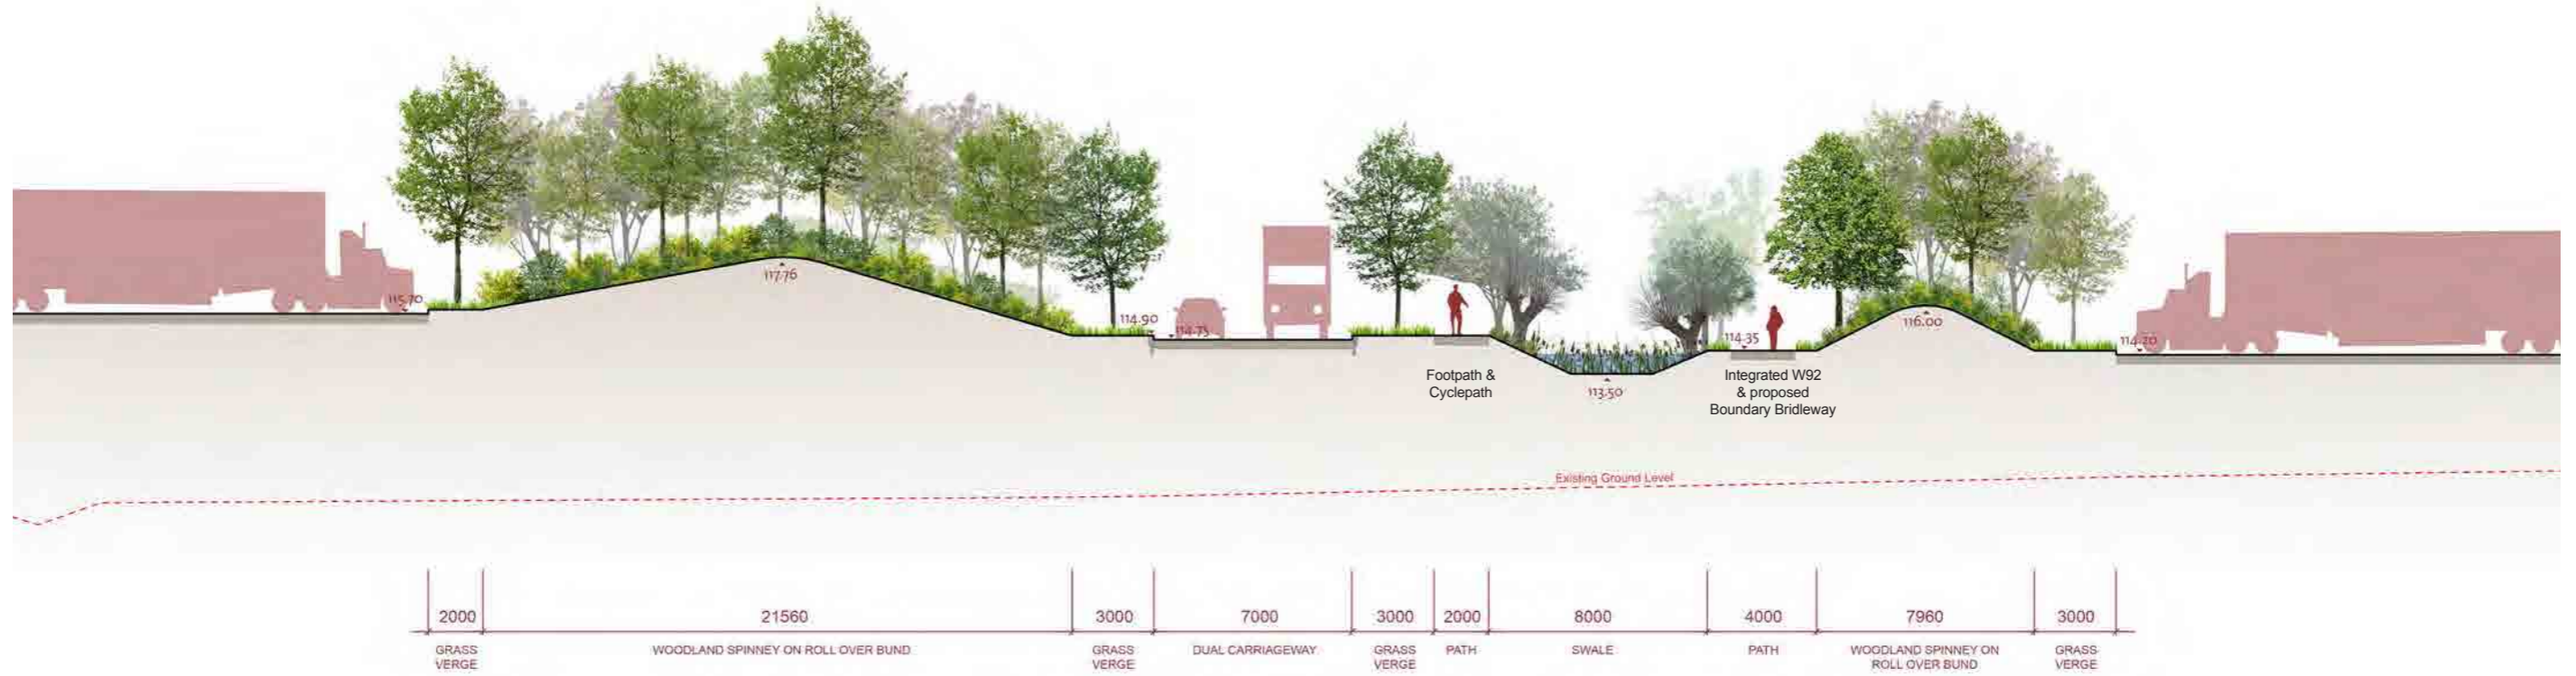 117.76
115.70
114.90
114.75
114.35
116.00
114.20
Footpath &
Cyclepath
113.50
Integrated W92
& proposed
Boundary Bridleway
Existing Ground Level
2000
21560
3000
7000
3000
2000
8000
4000
7960
3000
GRASS
VERGE
WOODLAND SPINNEY ON ROLL OVER BUND
GRASS
VERGE
DUAL CARRIAGEWAY
GRASS
VERGE
PATH
SWALE
PATH
WOODLAND SPINNEY ON
ROLL OVER BUND
GRASS
VERGE